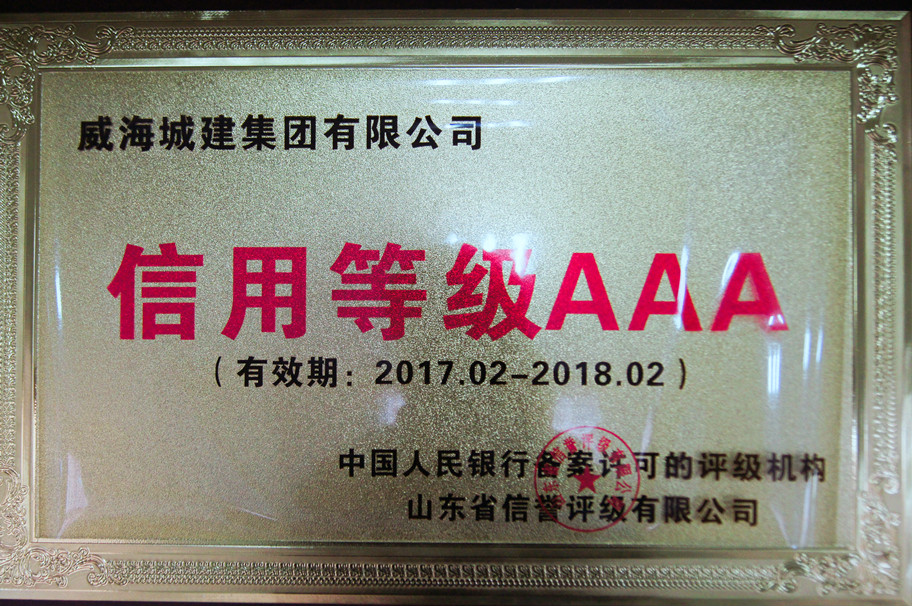 威海城建集团有限公司
信用等级AAA
（有效期：2017.02-2018.02）
中国人民银行备案许可的评级机构
山东省信誉评级有限公司